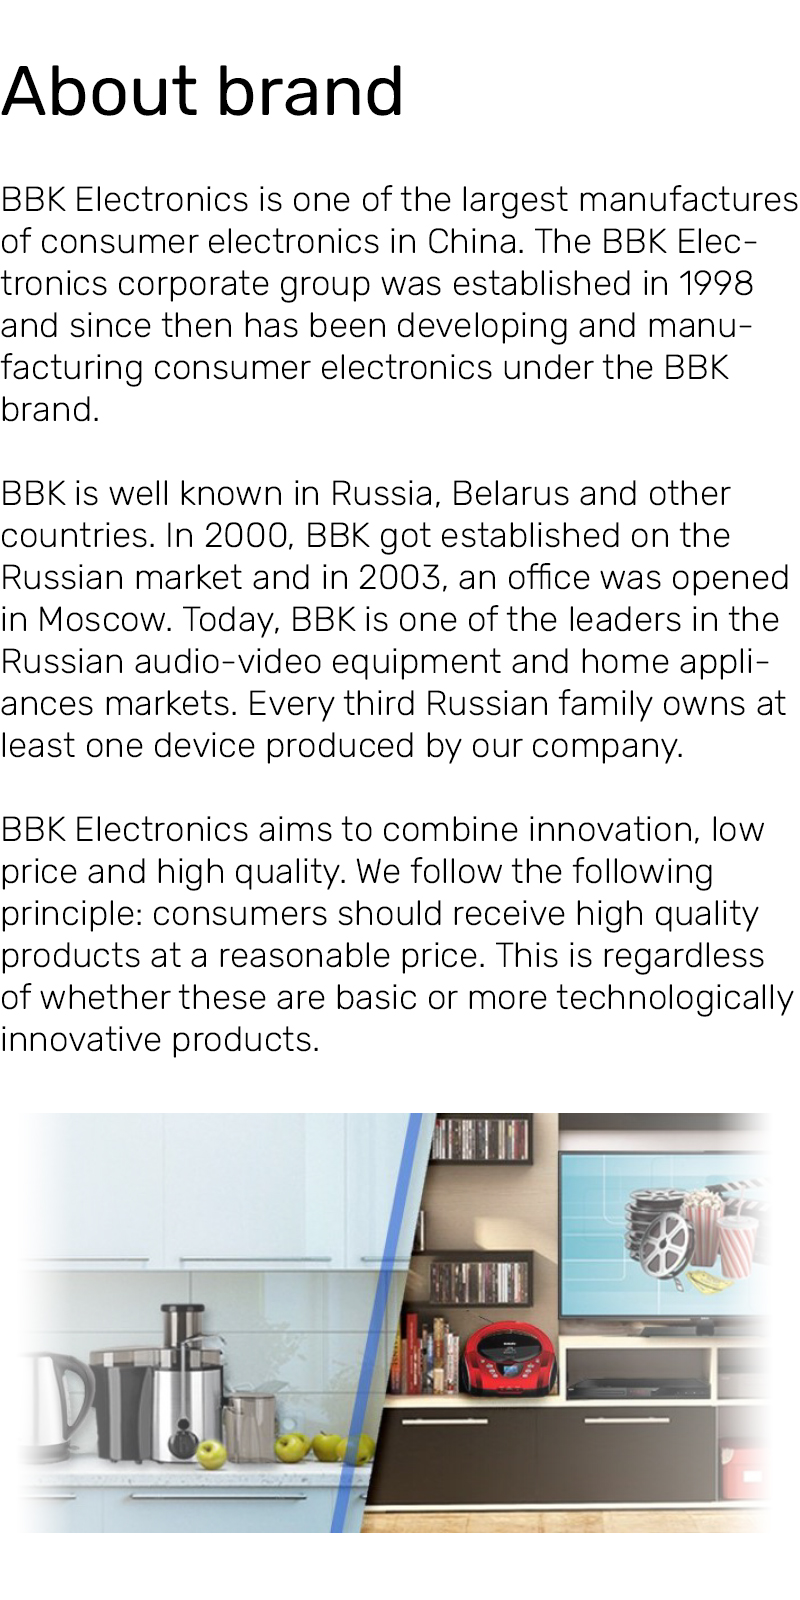 About brand
BBK Electronics is one of the largest manufactures
of consumer electronics in China. The BBK Elec-
tronics corporate group was established in 1998
and since then has been developing and manu-
facturing consumer electronics under the BBK
brand.
BBK is well known in Russia, Belarus and other
countries. In 2000, BBK got established on the
Russian market and in 2003, an office was opened
in Moscow. Today, BBK is one of the leaders in the
Russian audio-video equipment and home appli-
ances markets. Every third Russian family owns at
least one device produced by our company.
BBK Electronics aims to combine innovation, low
price and high quality. We follow the following
principle: consumers should receive high quality
products at a reasonable price. This is regardless
of whether these are basic or more technologically
innovative products.